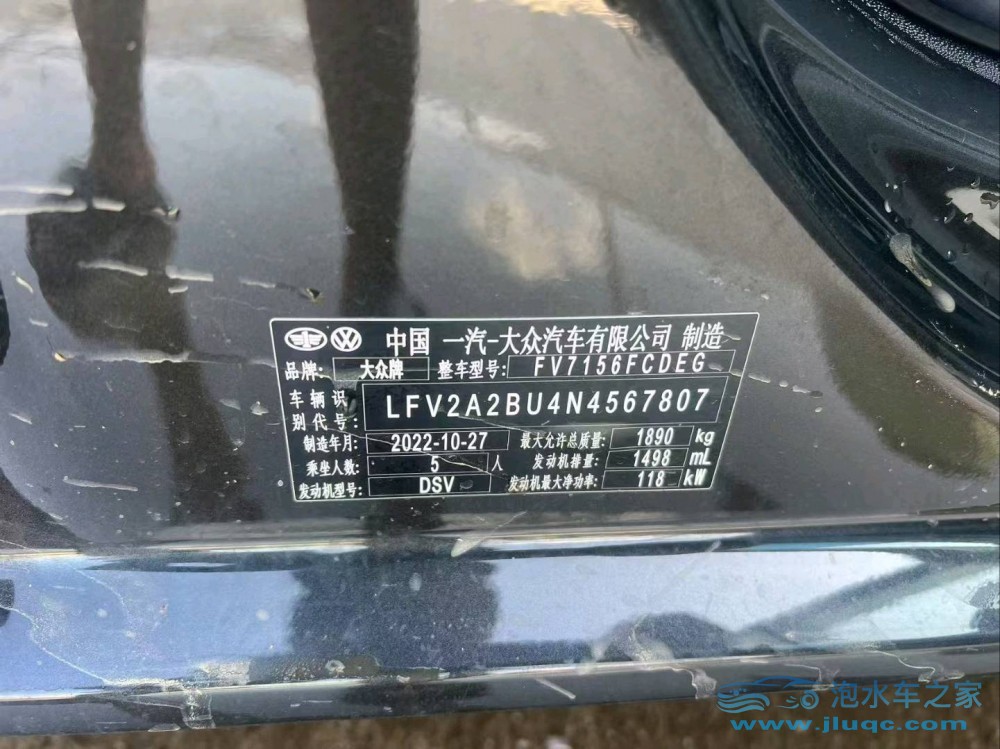 中国 一汽-大众汽车有限公司 制造
品牌: 大众牌 整车型号: FV7156FCDEG
车辆识别代号: LFV2A2BU4N4567807
制造年月: 2022-10-27 最大允许总质量: 1890 kg
乘坐人数: 5 人 发动机排量: 1498 mL
发动机型号: DSV 发动机最大净功率: 118 kW
泡水车之家
www.jluqc.com